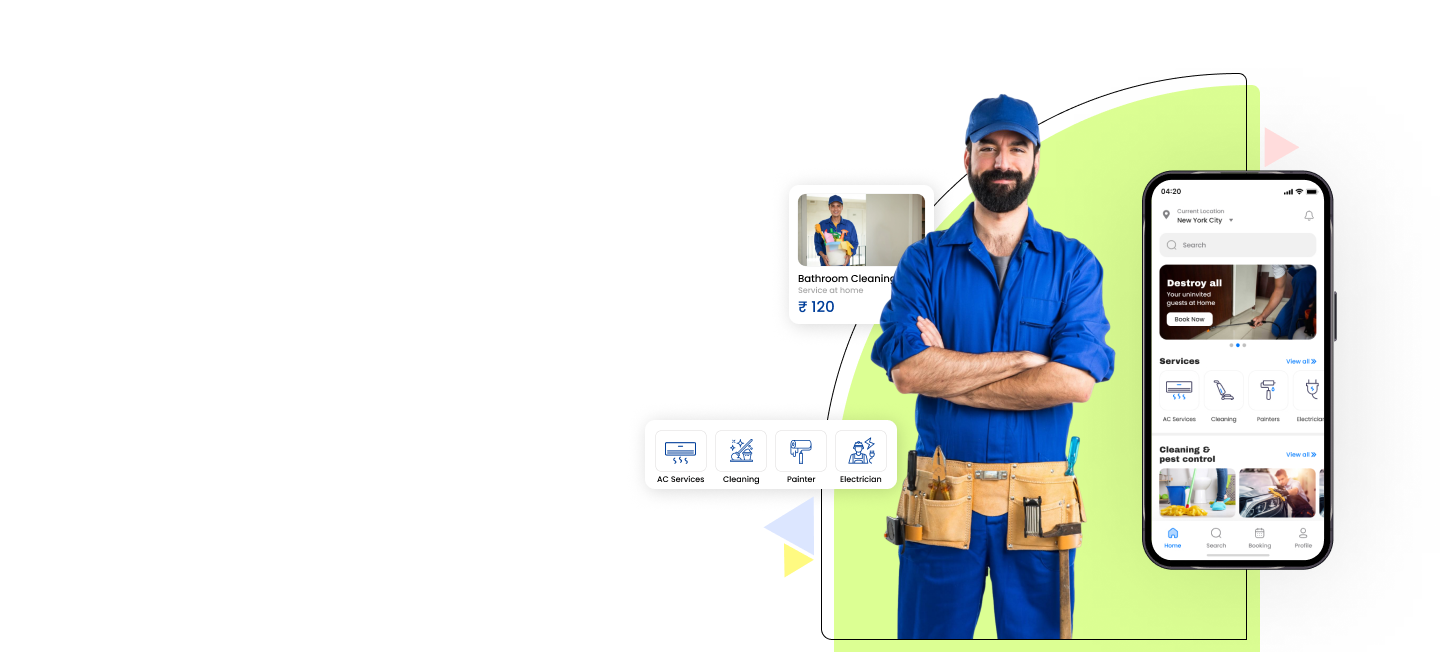 Bathroom Cleaning
Service at home
₹ 120
AC Services
Cleaning
Painter
Electrician
04:20
Current Location
New York City
Search
Destroy all
Your uninvited
guests at Home
Book Now
Services
View all
AC Services
Cleaning
Painters
Electrician
Cleaning &
pest control
View all
Home
Search
Booking
Profile